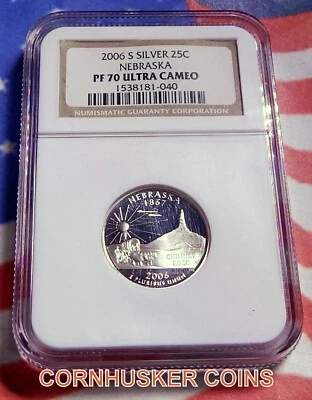 2006 S SILVER 25C
NEBRASKA
PF 70 ULTRA CAMEO
1538181-040
NUMISMATIC GUARANTY CORPORATION
NEBRASKA
1867
CHIMNEY
ROCK
2006
E PLURIBUS UNUM
CORNHUSKER COINS